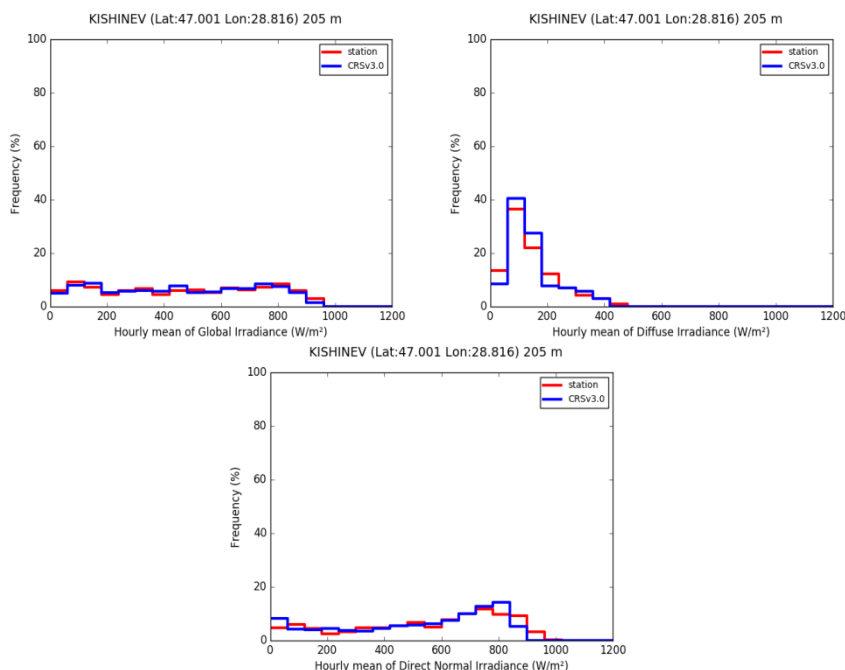 KISHINEV (Lat:47.001 Lon:28.816) 205 m
100
80
60
40
20
0
Frequency (%)
station
CRSv3.0
0 200 400 600 800 1000 1200
Hourly mean of Global Irradiance (W/m²)
KISHINEV (Lat:47.001 Lon:28.816) 205 m
100
80
60
40
20
0
Frequency (%)
station
CRSv3.0
0 200 400 600 800 1000 1200
Hourly mean of Diffuse Irradiance (W/m²)
KISHINEV (Lat:47.001 Lon:28.816) 205 m
100
80
60
40
20
0
Frequency (%)
station
CRSv3.0
0 200 400 600 800 1000 1200
Hourly mean of Direct Normal Irradiance (W/m²)